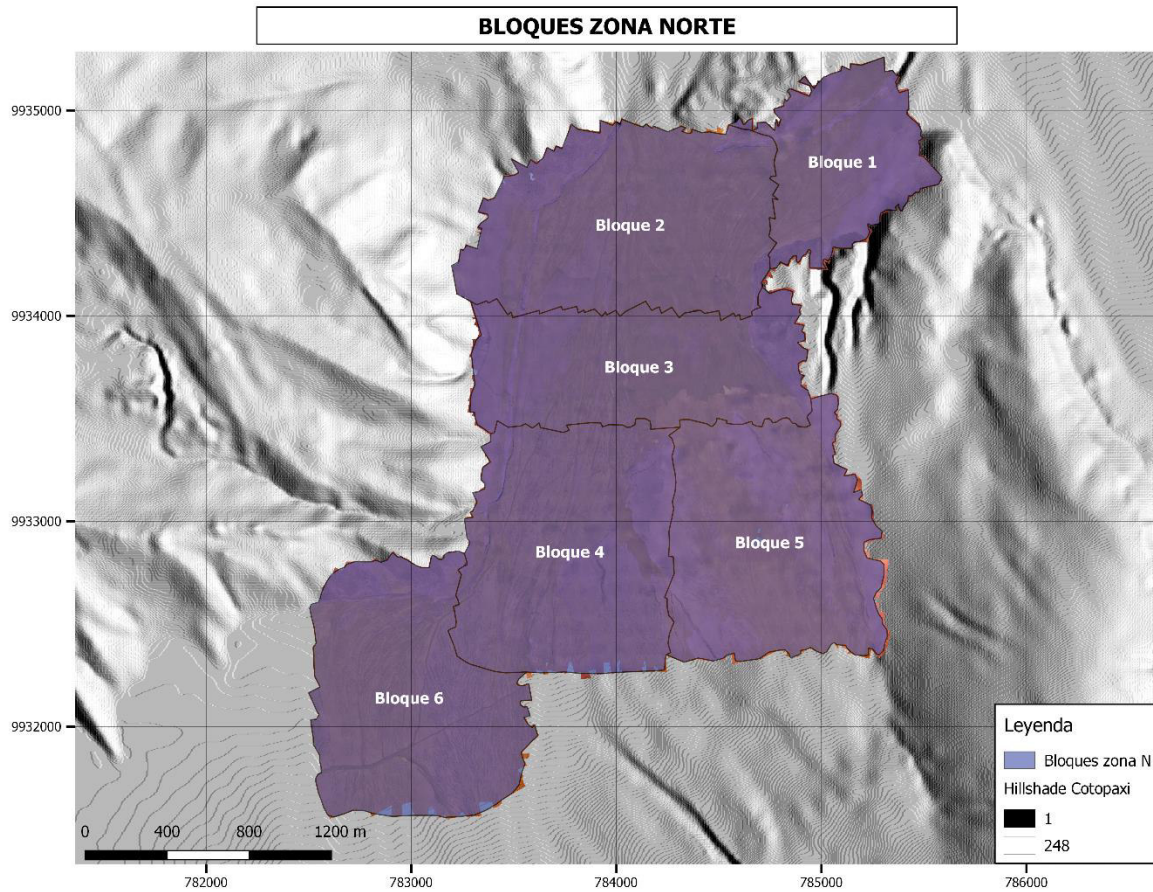 BLOQUES ZONA NORTE
9935000
Bloque 1
Bloque 2
9934000
Bloque 3
9933000
Bloque 4
Bloque 5
Bloque 6
9932000
Leyenda
Bloques zona N
Hillshade Cotopaxi
1
248
0 400 800 1200 m
782000 783000 784000 785000 786000